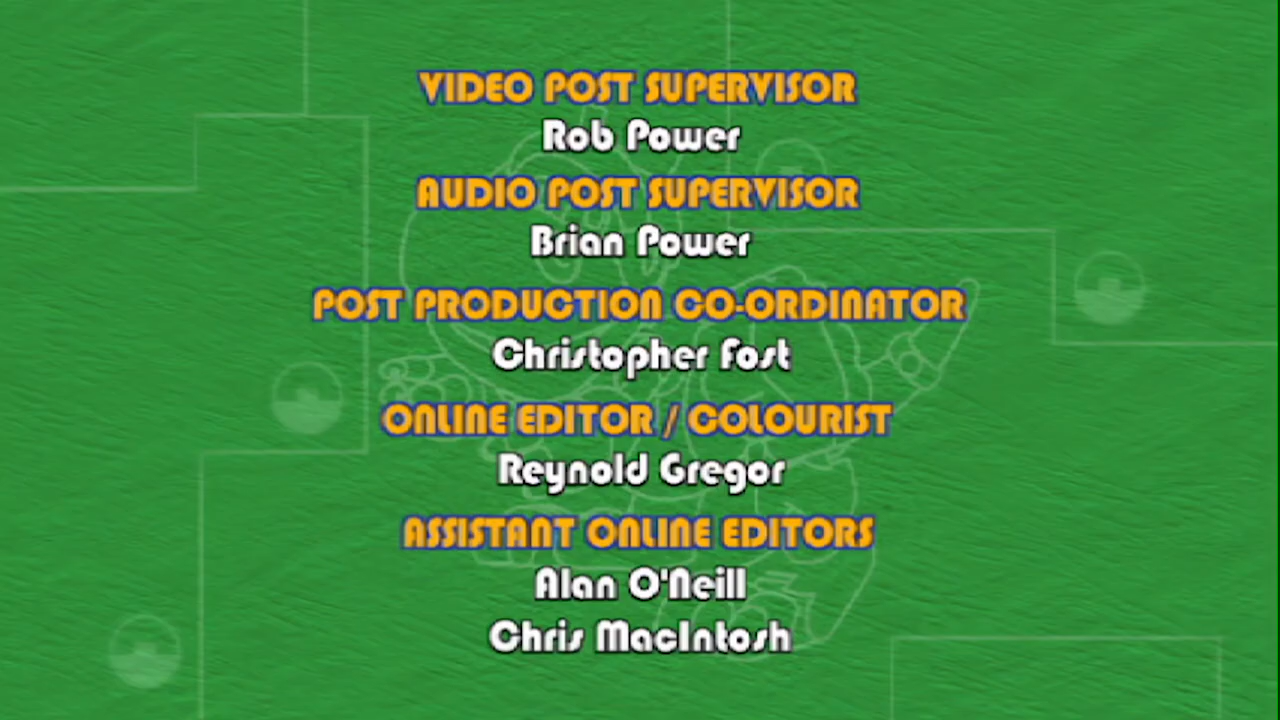 VIDEO POST SUPERVISOR
Rob Power
AUDIO POST SUPERVISOR
Brian Power
POST PRODUCTION CO-ORDINATOR
Christopher Fost
ONLINE EDITOR / COLOURIST
Reynold Gregor
ASSISTANT ONLINE EDITORS
Alan O'Neill
Chris MacIntosh